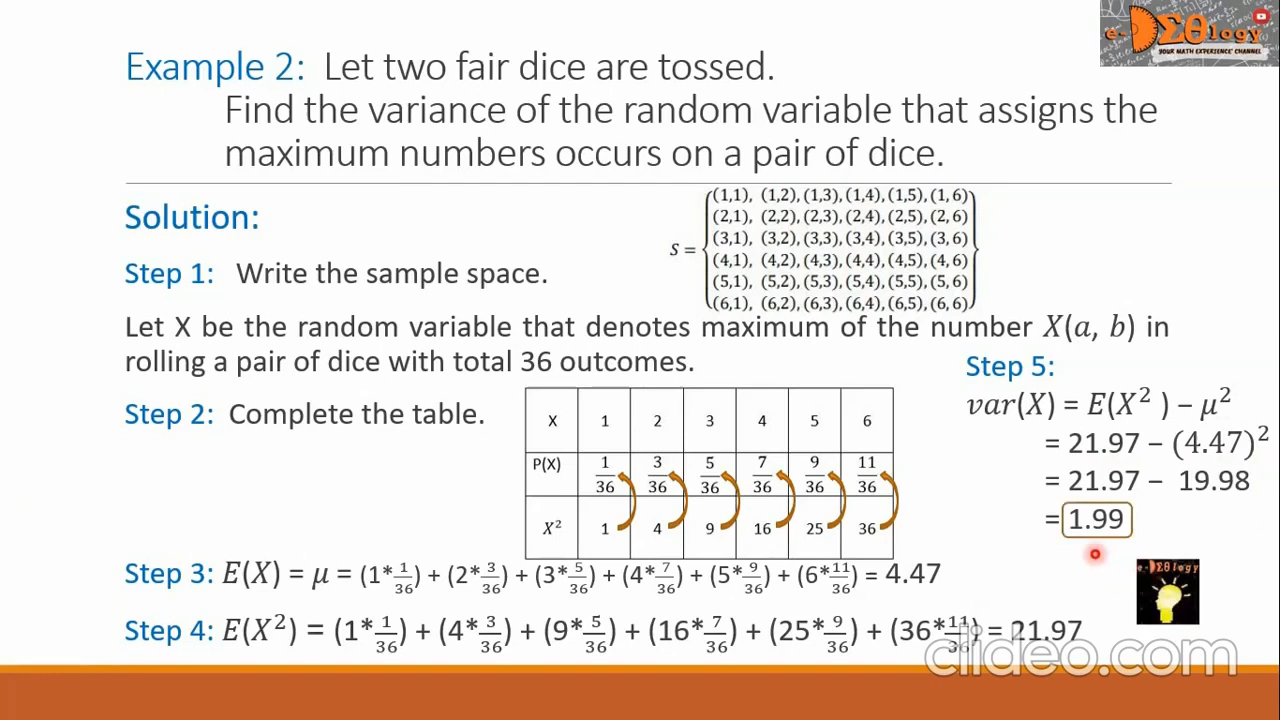 e-DΣθlogy
YOUR MATH EXPERIENCE CHANNEL
Example 2: Let two fair dice are tossed.
Find the variance of the random variable that assigns the
maximum numbers occurs on a pair of dice.
Solution:
S = {(1,1), (1,2), (1,3), (1,4), (1,5), (1, 6)
(2,1), (2,2), (2,3), (2,4), (2,5), (2, 6)
(3,1), (3,2), (3,3), (3,4), (3,5), (3, 6)
(4,1), (4,2), (4,3), (4,4), (4,5), (4, 6)
(5,1), (5,2), (5,3), (5,4), (5,5), (5, 6)
(6,1), (6,2), (6,3), (6,4), (6,5), (6, 6)}
Step 1: Write the sample space.
Let X be the random variable that denotes maximum of the number X(a, b) in
rolling a pair of dice with total 36 outcomes.
Step 2: Complete the table.
X 1 2 3 4 5 6
P(X) 1/36 3/36 5/36 7/36 9/36 11/36
X² 1 4 9 16 25 36
Step 5:
var(X) = E(X² ) − μ²
= 21.97 − (4.47)²
= 21.97 − 19.98
= 1.99
Step 3: E(X) = μ = (1*1/36) + (2*3/36) + (3*5/36) + (4*7/36) + (5*9/36) + (6*11/36) = 4.47
e-DΣθlogy
Step 4: E(X²) = (1*1/36) + (4*3/36) + (9*5/36) + (16*7/36) + (25*9/36) + (36*11/36) = 21.97
clideo.com